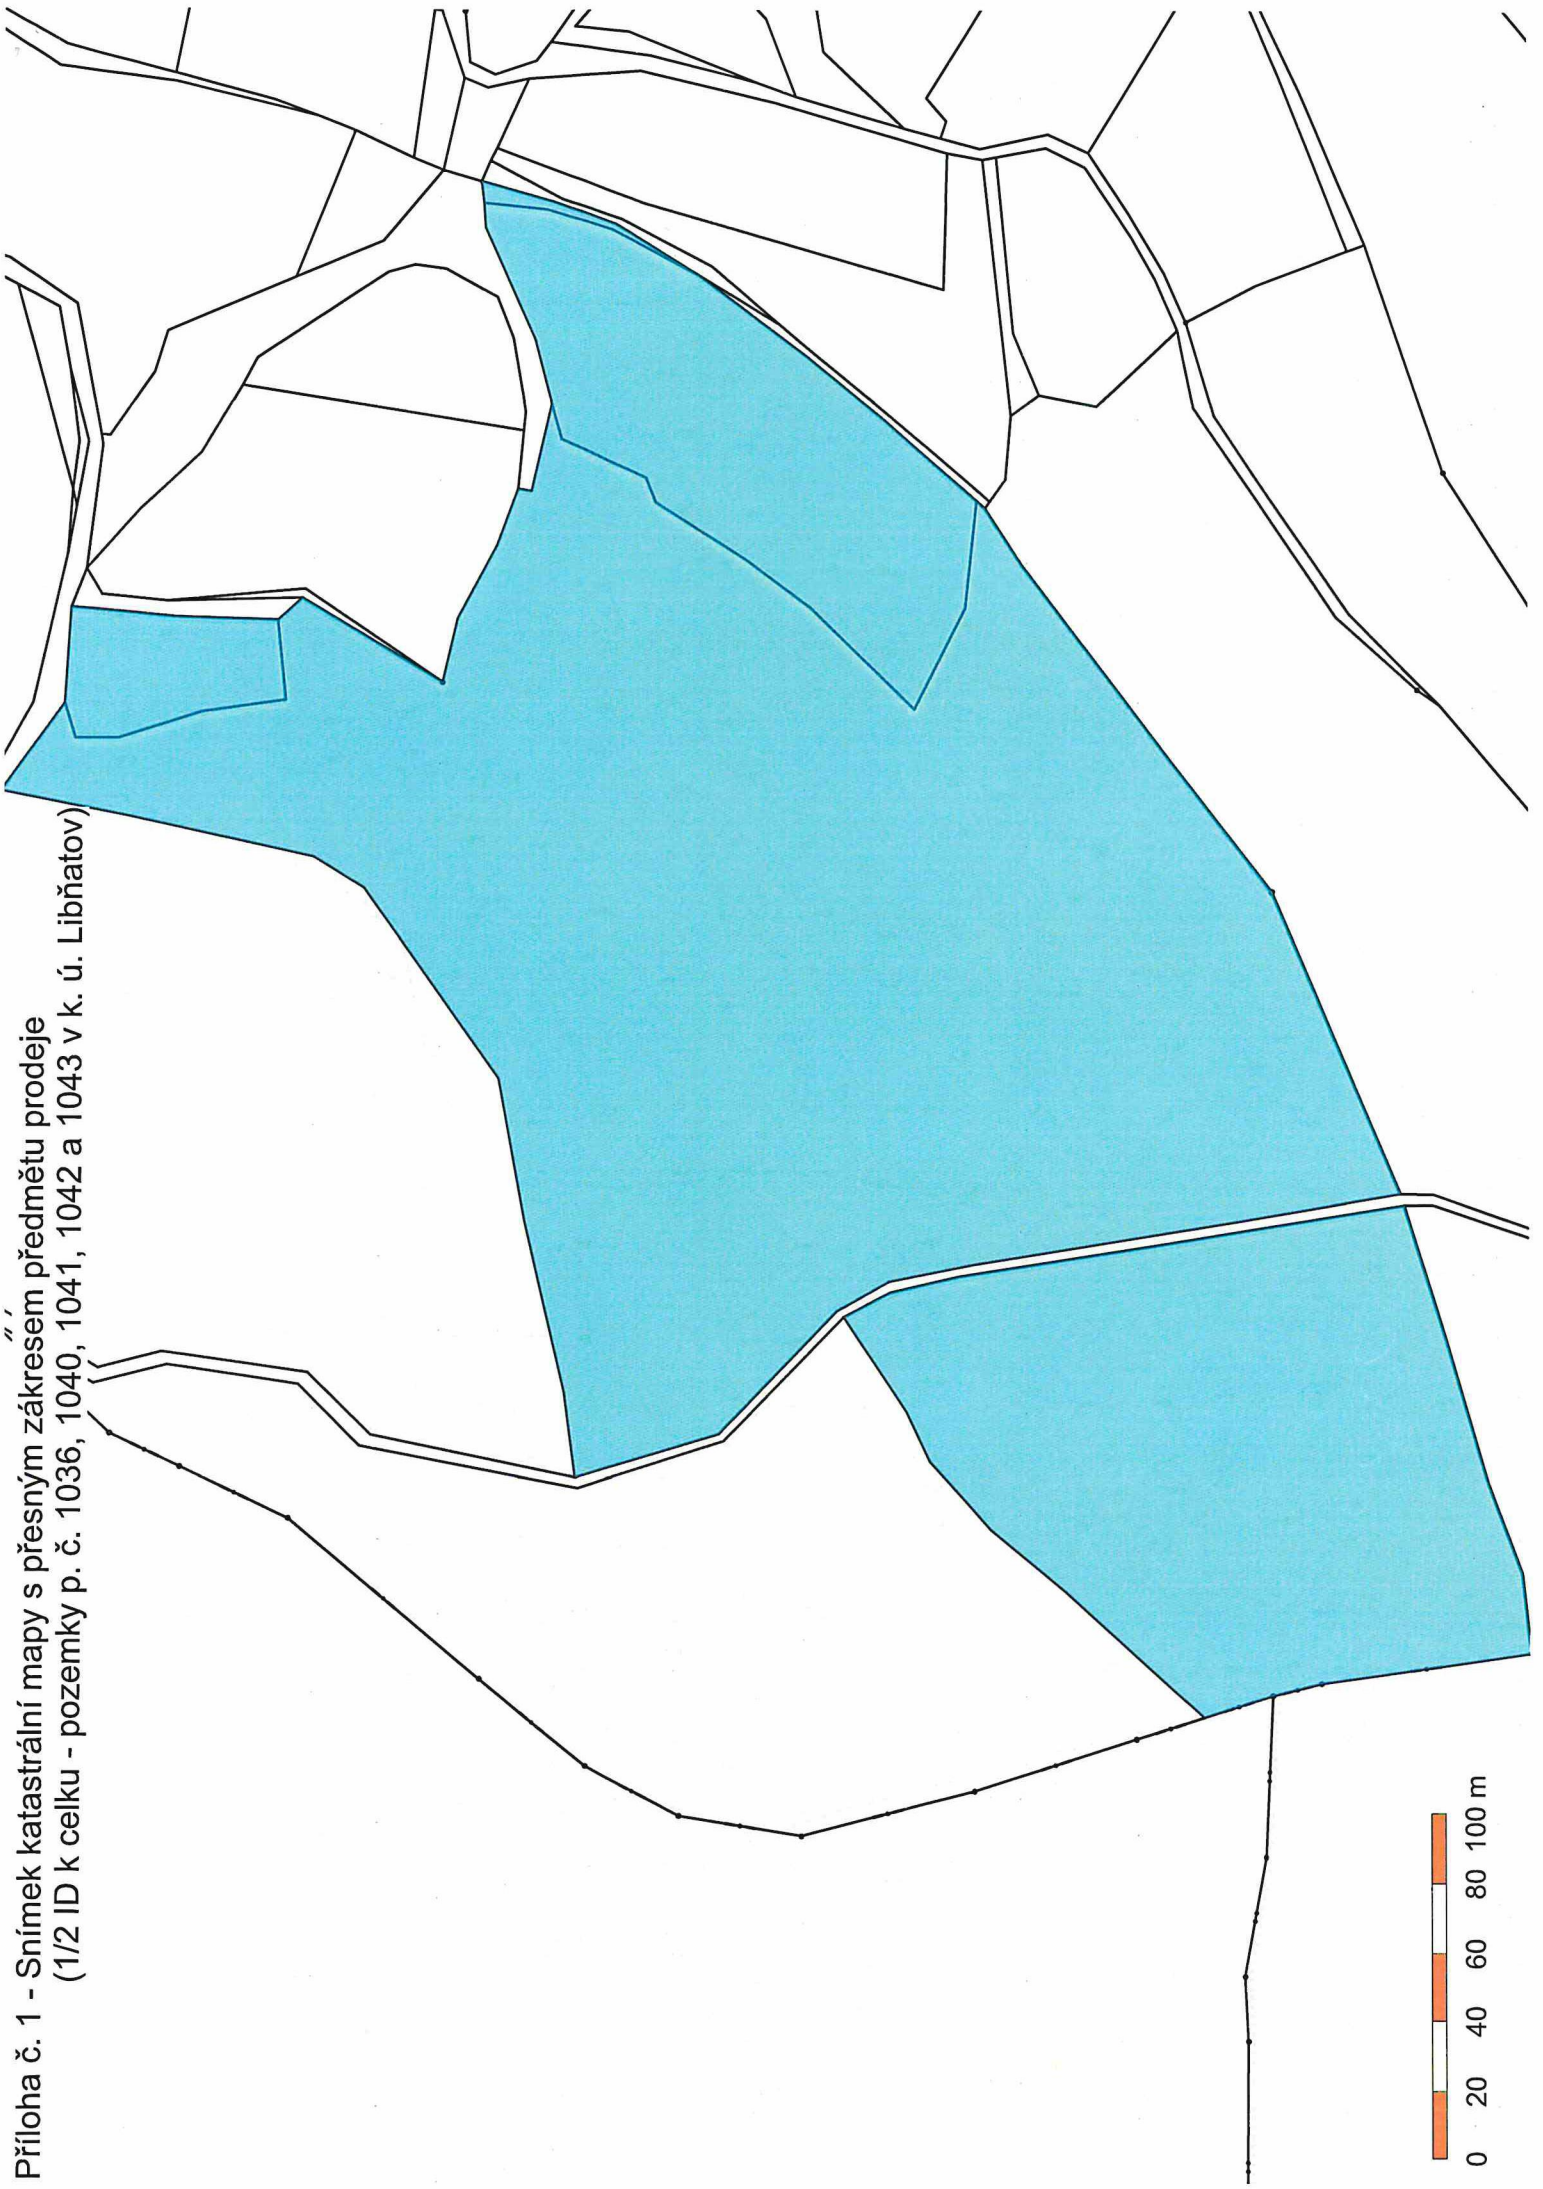 Příloha č. 1 - Snímek katastrální mapy s přesným zákresem předmětu prodeje
(1/2 ID k celku - pozemky p. č. 1036, 1040, 1041, 1042 a 1043 v k. ú. Libňatov)
0 20 40 60 80 100 m